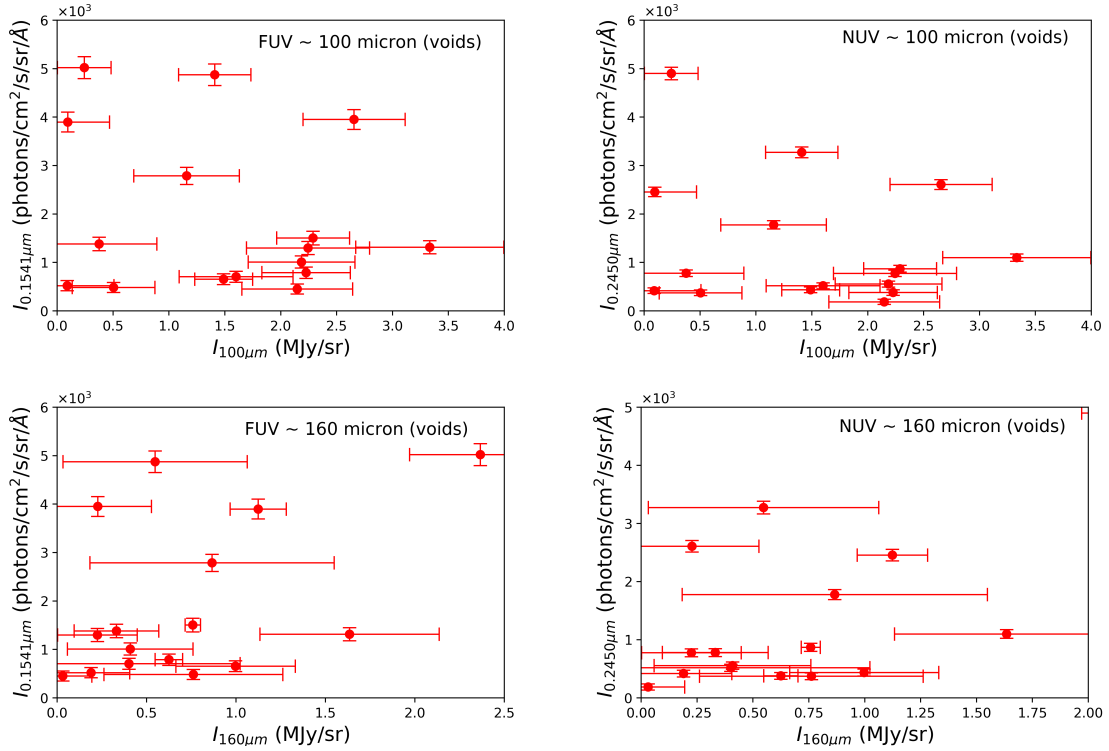 ×10³
FUV ~ 100 micron (voids)
6
5
4
3
2
1
0
I₀.₁₅₄₁μm (photons/cm²/s/sr/Å)
0.0 0.5 1.0 1.5 2.0 2.5 3.0 3.5 4.0
I₁₀₀μm (MJy/sr)
×10³
NUV ~ 100 micron (voids)
6
5
4
3
2
1
0
I₀.₂₄₅₀μm (photons/cm²/s/sr/Å)
0.0 0.5 1.0 1.5 2.0 2.5 3.0 3.5 4.0
I₁₀₀μm (MJy/sr)
×10³
FUV ~ 160 micron (voids)
6
5
4
3
2
1
0
I₀.₁₅₄₁μm (photons/cm²/s/sr/Å)
0.0 0.5 1.0 1.5 2.0 2.5
I₁₆₀μm (MJy/sr)
×10³
NUV ~ 160 micron (voids)
5
4
3
2
1
0
I₀.₂₄₅₀μm (photons/cm²/s/sr/Å)
0.00 0.25 0.50 0.75 1.00 1.25 1.50 1.75 2.00
I₁₆₀μm (MJy/sr)